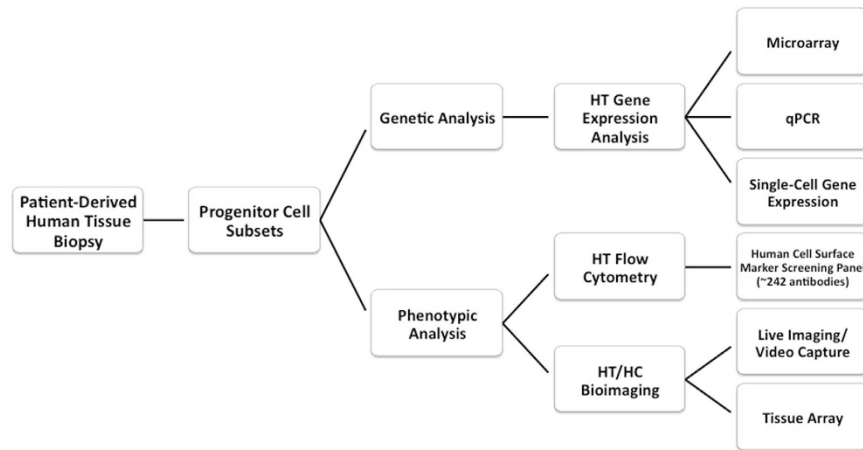 Patient-Derived
Human Tissue
Biopsy
Progenitor Cell
Subsets
Genetic Analysis
HT Gene
Expression
Analysis
Microarray
qPCR
Single-Cell Gene
Expression
Phenotypic
Analysis
HT Flow
Cytometry
Human Cell Surface
Marker Screening Panel
(~242 antibodies)
HT/HC
Bioimaging
Live Imaging/
Video Capture
Tissue Array